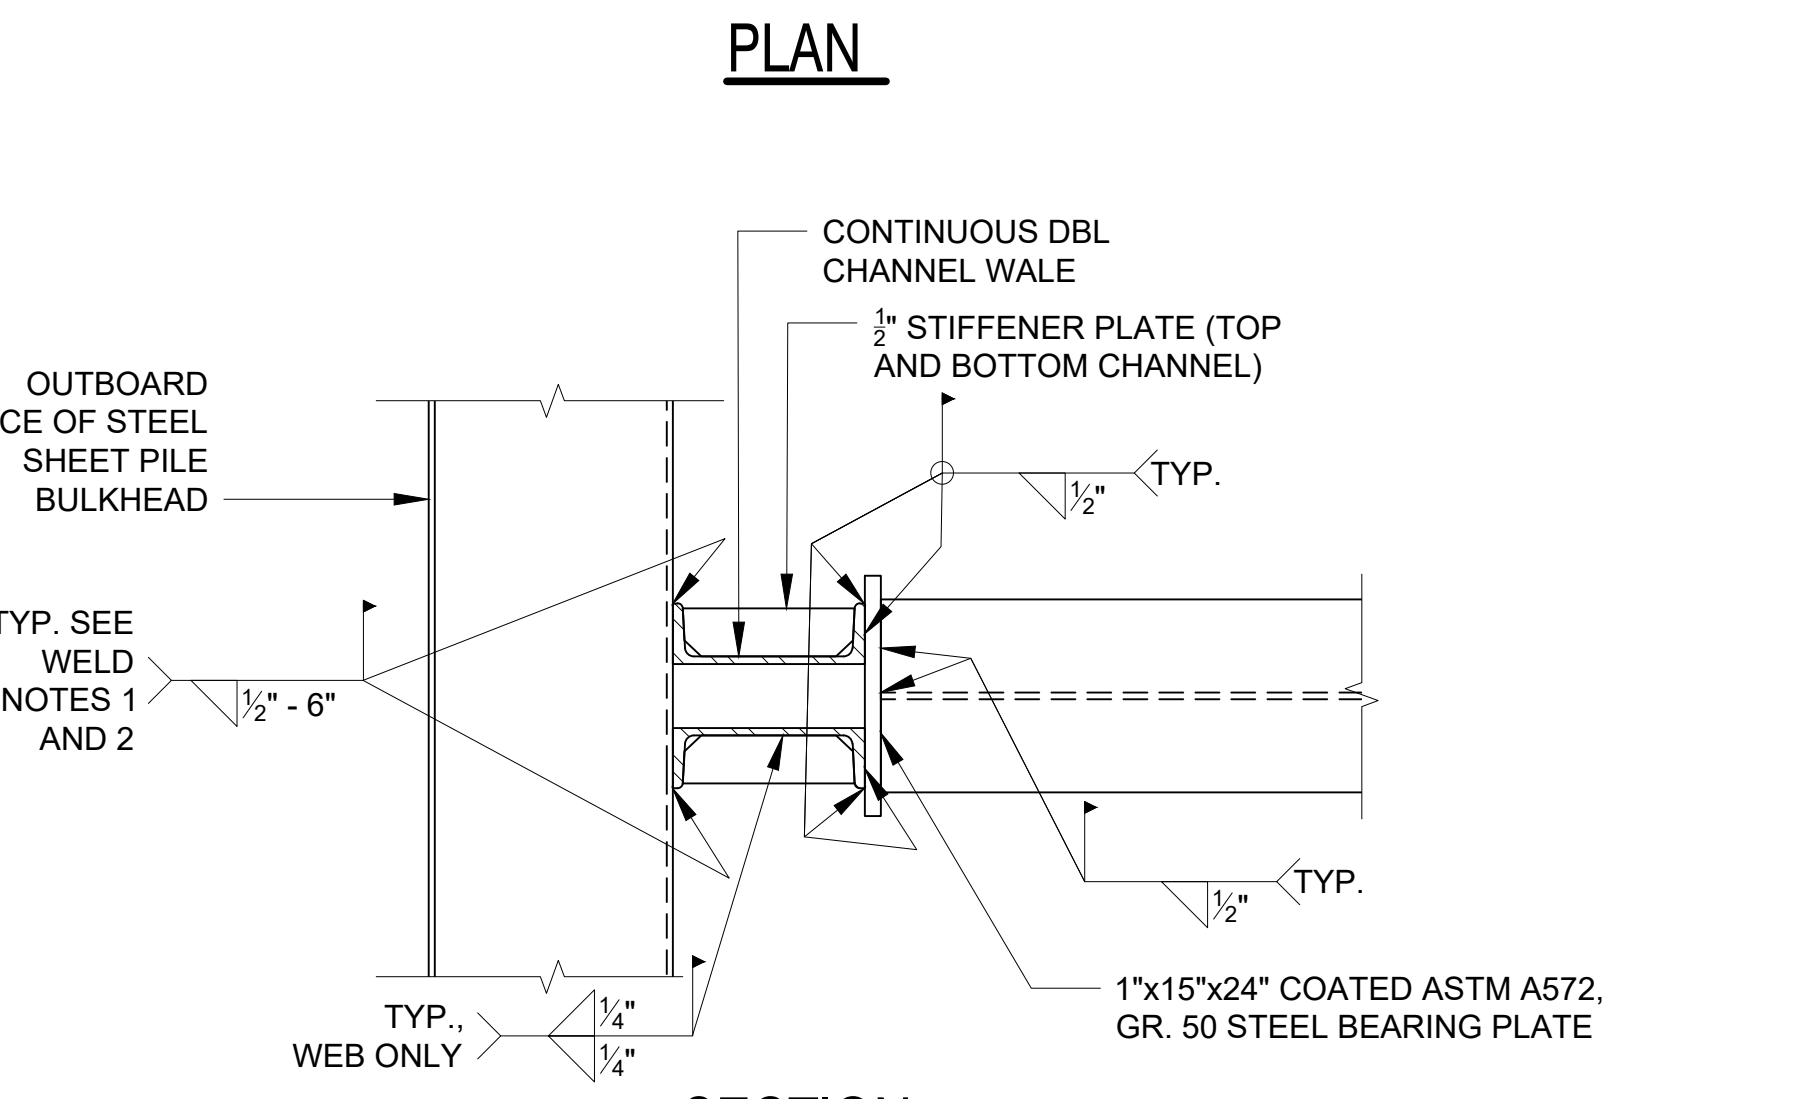 PLAN
CONTINUOUS DBL
CHANNEL WALE
1/2" STIFFENER PLATE (TOP
AND BOTTOM CHANNEL)
OUTBOARD
CE OF STEEL
SHEET PILE
BULKHEAD
TYP.
1/2"
TYP. SEE
WELD
NOTES 1
AND 2
1/2" - 6"
TYP.
1/2"
1"x15"x24" COATED ASTM A572,
GR. 50 STEEL BEARING PLATE
TYP.,
WEB ONLY
1/4"
1/4"
SECTION